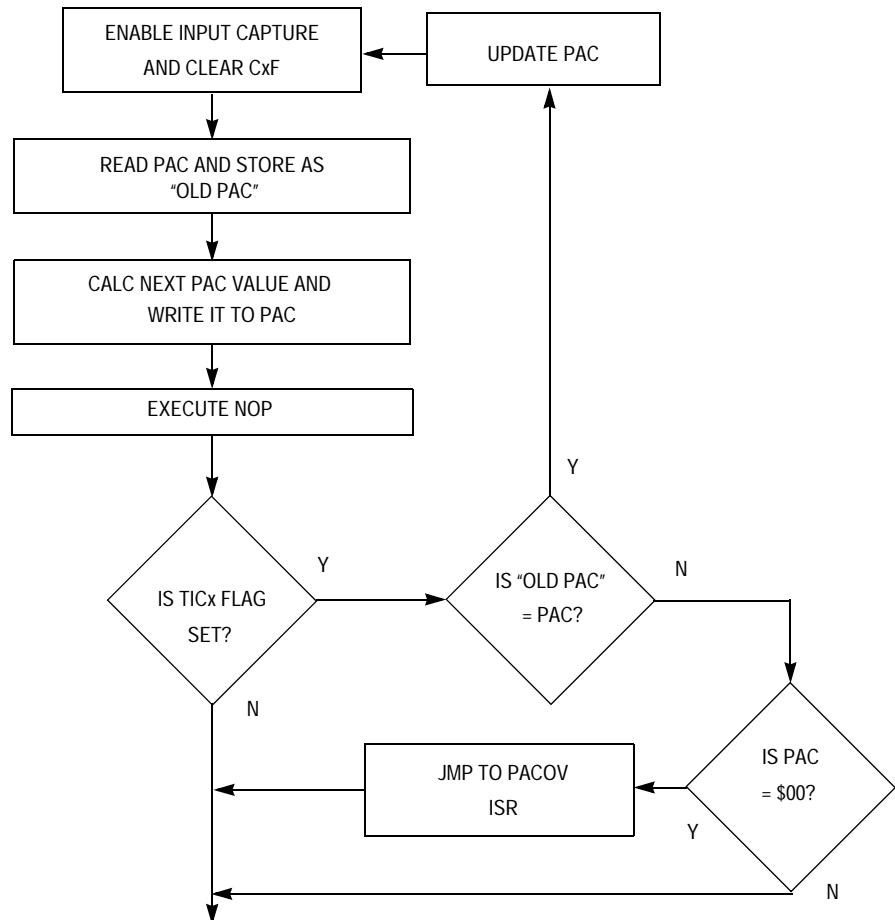 ENABLE INPUT CAPTURE
AND CLEAR CxF
UPDATE PAC
READ PAC AND STORE AS
“OLD PAC”
CALC NEXT PAC VALUE AND
WRITE IT TO PAC
EXECUTE NOP
Y
Y
IS TICx FLAG
SET?
IS “OLD PAC”
= PAC?
N
N
IS PAC
= $00?
JMP TO PACOV
ISR
Y
N